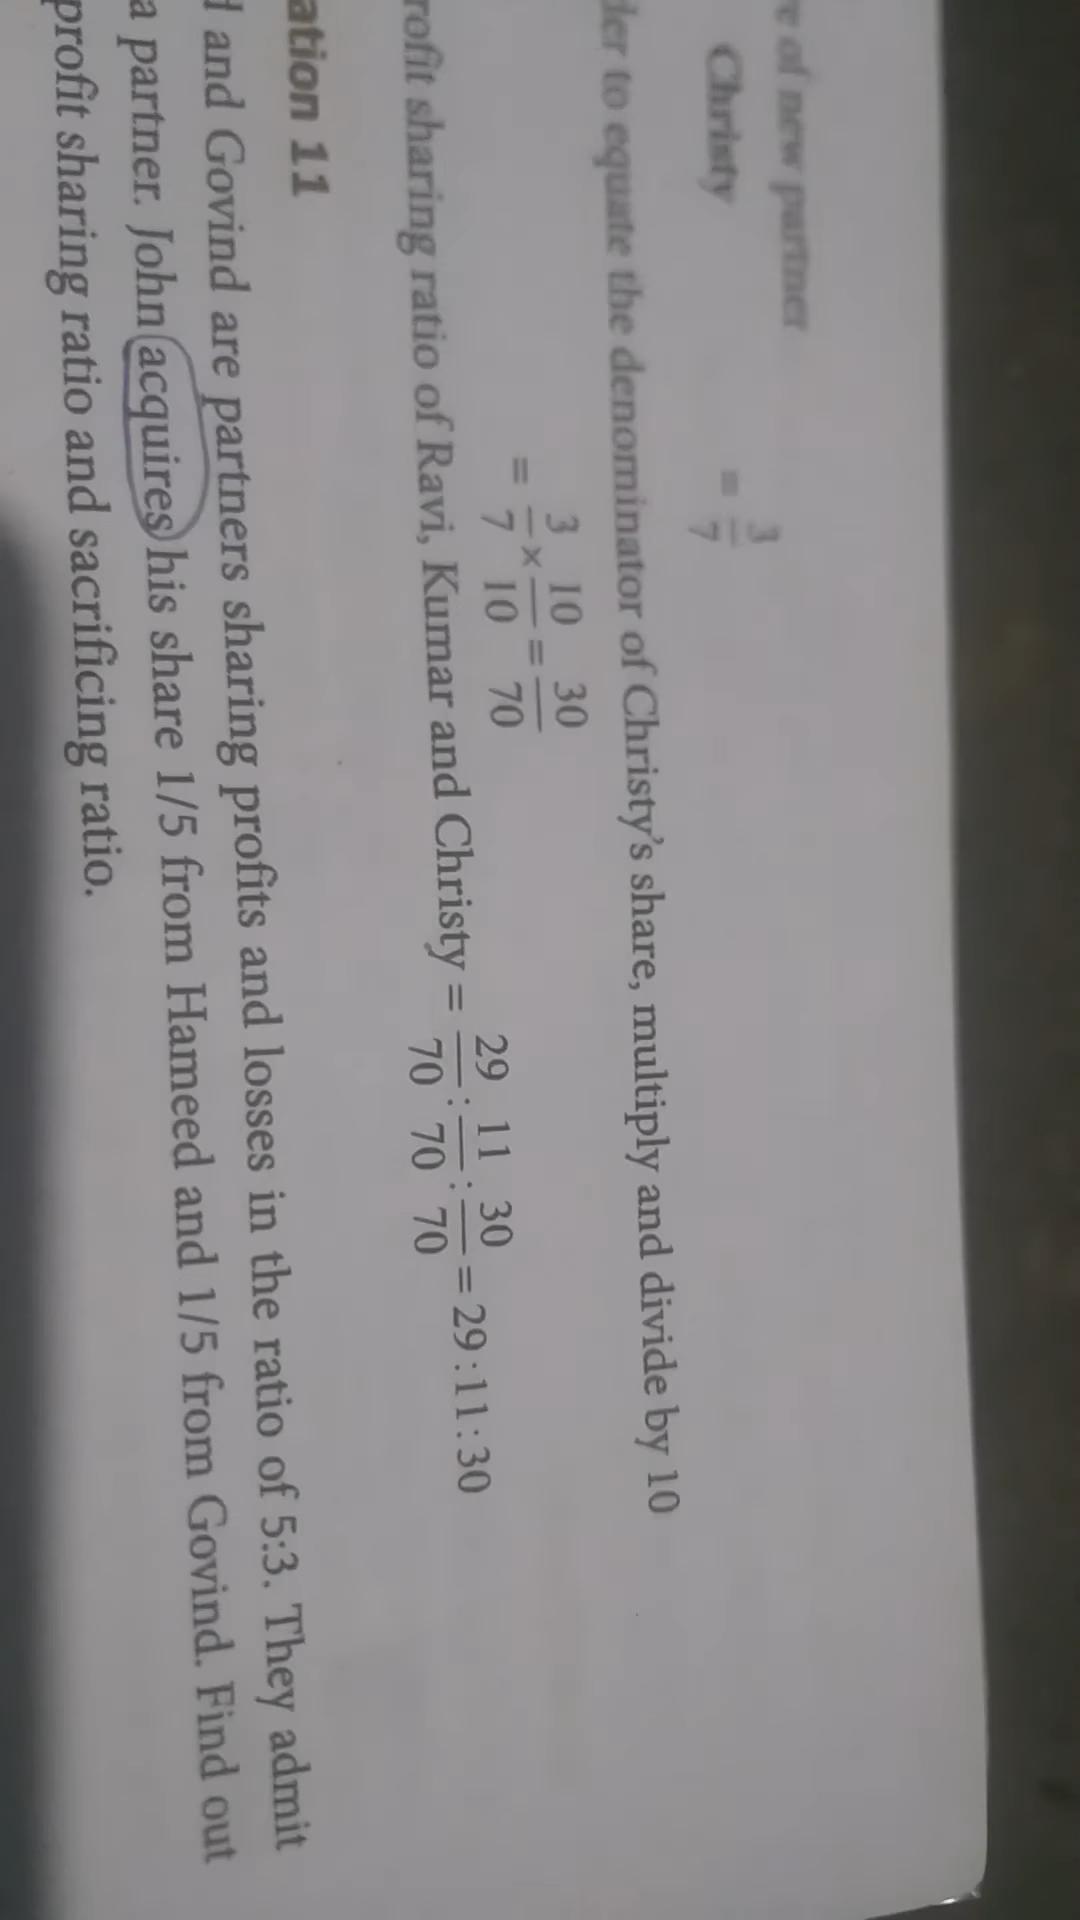 of new partner
Christy = 3/7
to equate the denominator of Christy's share, multiply and divide by 10
= 3/7 × 10/10 = 30/70
rofit sharing ratio of Ravi, Kumar and Christy = 29/70 : 11/70 : 30/70 = 29:11:30
ation 11
and Govind are partners sharing profits and losses in the ratio of 5:3. They admit
a partner. John acquires his share 1/5 from Hameed and 1/5 from Govind. Find out
profit sharing ratio and sacrificing ratio.